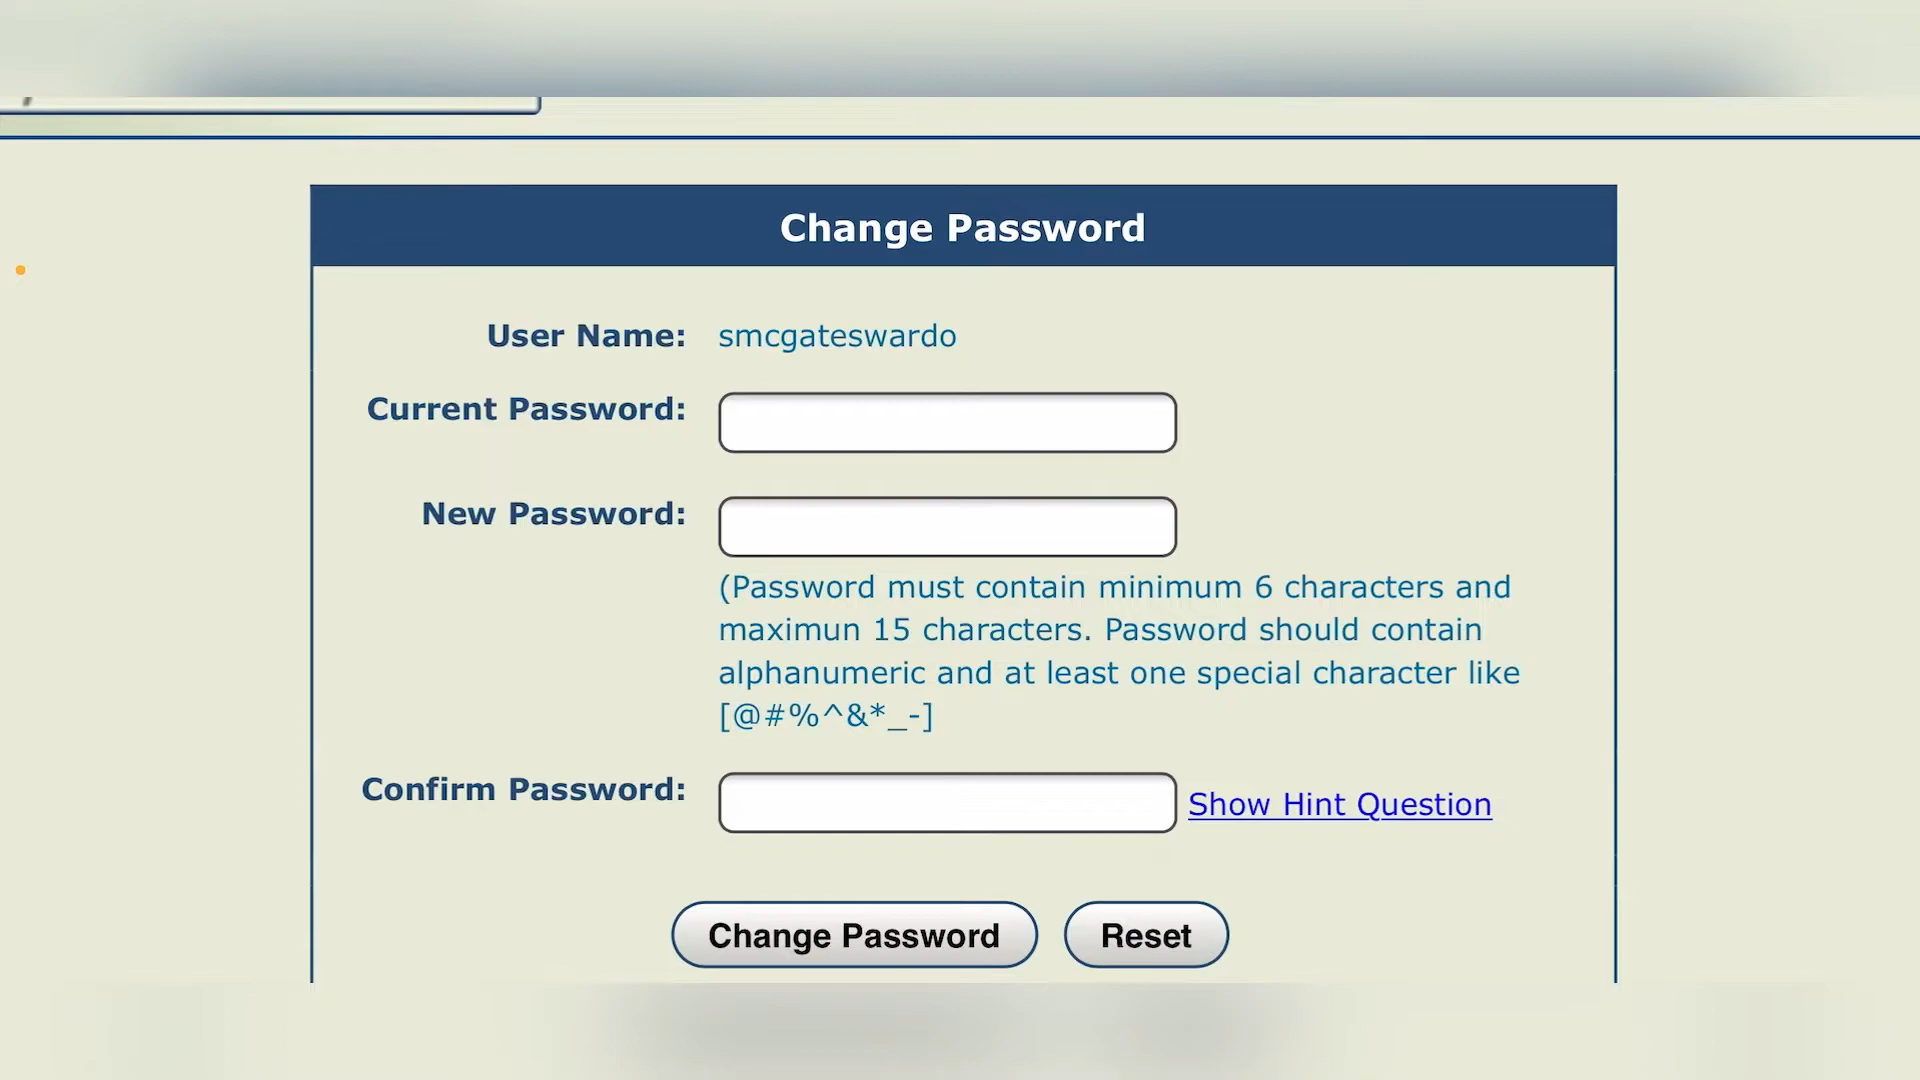 Change Password
User Name: smcgateswardo
Current Password:
New Password:
(Password must contain minimum 6 characters and
maximun 15 characters. Password should contain
alphanumeric and at least one special character like
[@#%^&*_-]
Confirm Password: Show Hint Question
Change Password Reset